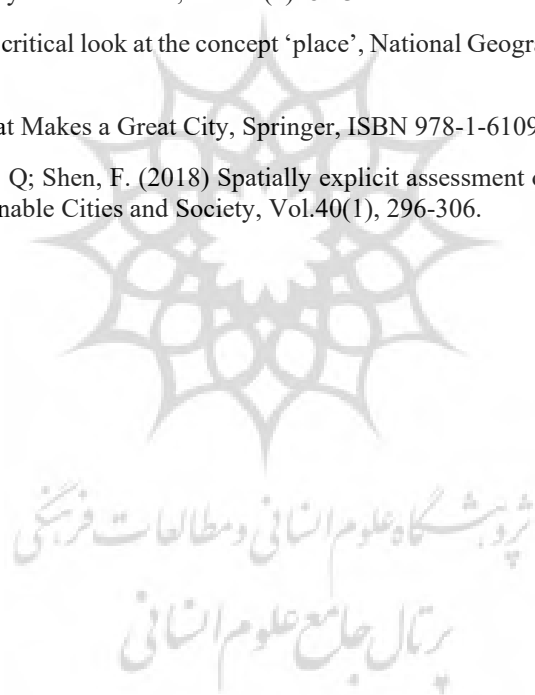 critical look at the concept ‘place’, National Geogra
at Makes a Great City, Springer, ISBN 978-1-6109
Q; Shen, F. (2018) Spatially explicit assessment
nable Cities and Society, Vol.40(1), 296-306.
پژوهشگاه علوم انسانی و مطالعات فرهنگی
پرتال جامع علوم انسانی